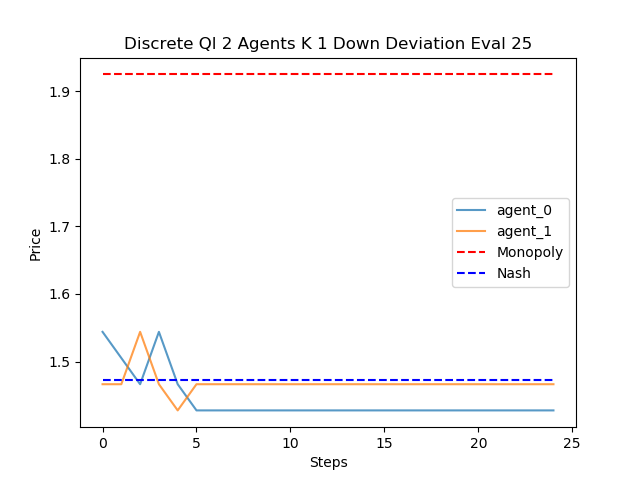 Discrete Ql 2 Agents K 1 Down Deviation Eval 25
Price
1.9
1.8
1.7
1.6
1.5
agent_0
agent_1
Monopoly
Nash
0
5
10
15
20
25
Steps